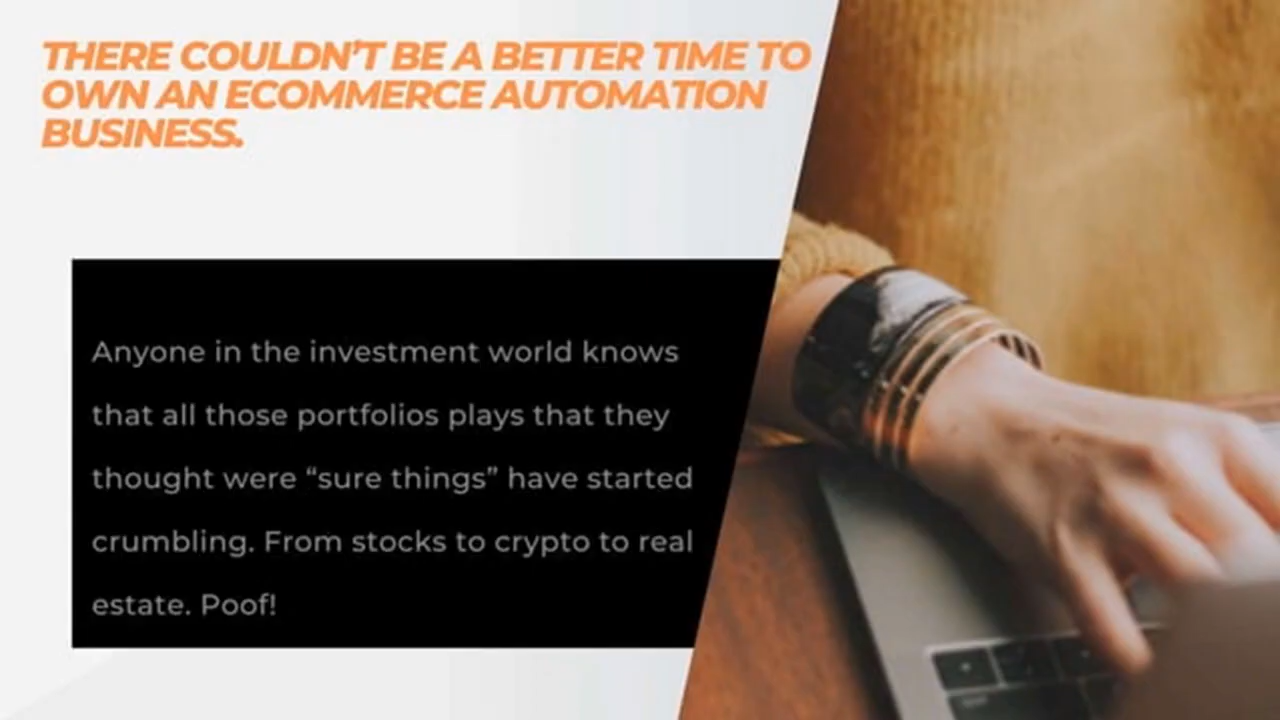 THERE COULDN'T BE A BETTER TIME TO
OWN AN ECOMMERCE AUTOMATION
BUSINESS.
Anyone in the investment world knows
that all those portfolios plays that they
thought were “sure things” have started
crumbling. From stocks to crypto to real
estate. Poof!